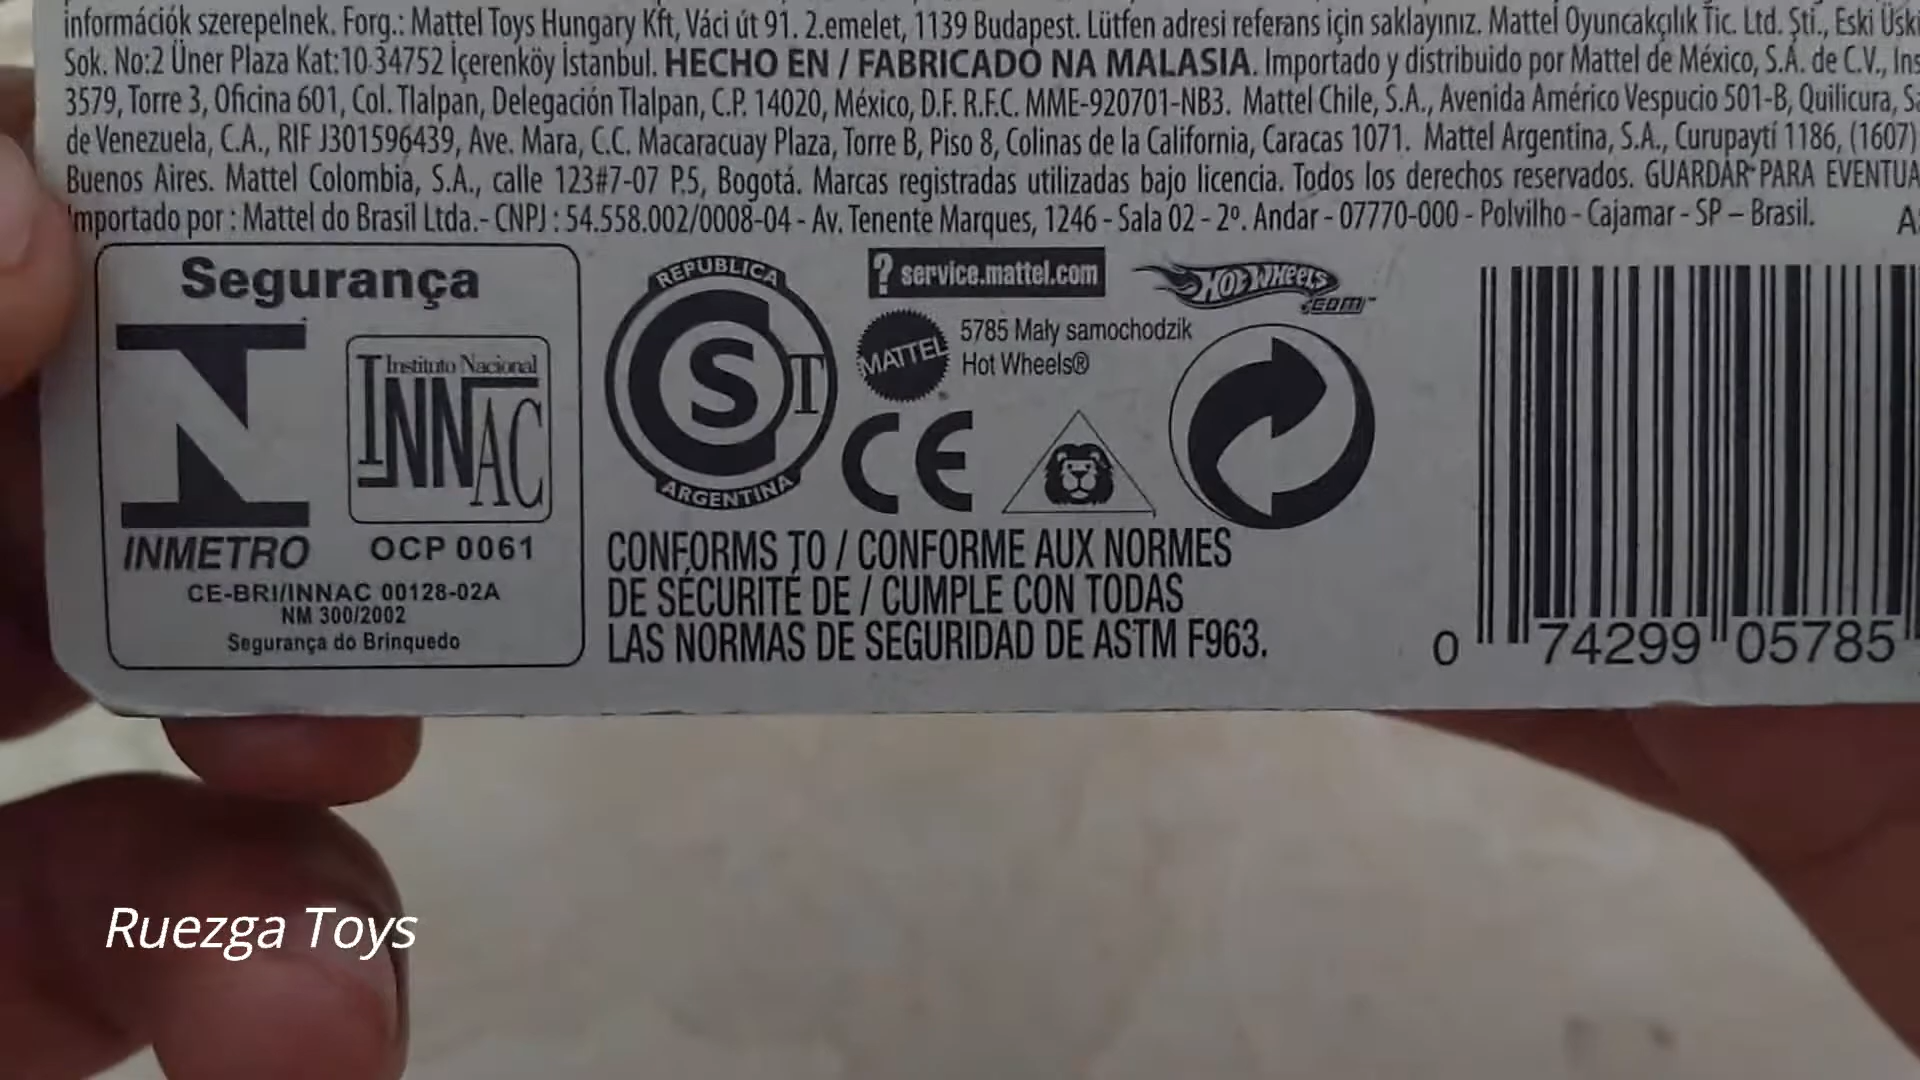 információk szerepelnek. Forg.: Mattel Toys Hungary Kft, Váci út 91. 2.emelet, 1139 Budapest. Lütfen adresi referans için saklayınız. Mattel Oyuncakçılık Tic. Ltd. Şti., Eski Üsk
Sok. No:2 Üner Plaza Kat:10 34752 İçerenköy İstanbul. HECHO EN / FABRICADO NA MALASIA. Importado y distribuido por Mattel de México, S.A. de C.V., Ins
3579, Torre 3, Oficina 601, Col. Tlalpan, Delegación Tlalpan, C.P. 14020, México, D.F. R.F.C. MME-920701-NB3. Mattel Chile, S.A., Avenida Américo Vespucio 501-B, Quilicura,
de Venezuela, C.A., RIF J301596439, Ave. Mara, C.C. Macaracuay Plaza, Torre B, Piso 8, Colinas de la California, Caracas 1071. Mattel Argentina, S.A., Curupaytí 1186, (1607)
Buenos Aires. Mattel Colombia, S.A., calle 123#7-07 P.5, Bogotá. Marcas registradas utilizadas bajo licencia. Todos los derechos reservados. GUARDAR PARA EVENTUA
Importado por : Mattel do Brasil Ltda.- CNPJ : 54.558.002/0008-04 - Av. Tenente Marques, 1246 - Sala 02 - 2º. Andar - 07770-000 - Polvilho - Cajamar - SP – Brasil.
Segurança
INMETRO
Instituto Nacional
INNAC
OCP 0061
CE-BRI/INNAC 00128-02A
NM 300/2002
Segurança do Brinquedo
REPUBLICA
S T
ARGENTINA
? service.mattel.com
HOT WHEELS
.COM™
MATTEL
5785 Mały samochodzik
Hot Wheels®
CE
CONFORMS TO / CONFORME AUX NORMES
DE SÉCURITÉ DE / CUMPLE CON TODAS
LAS NORMAS DE SEGURIDAD DE ASTM F963.
0 74299 05785
Ruezga Toys